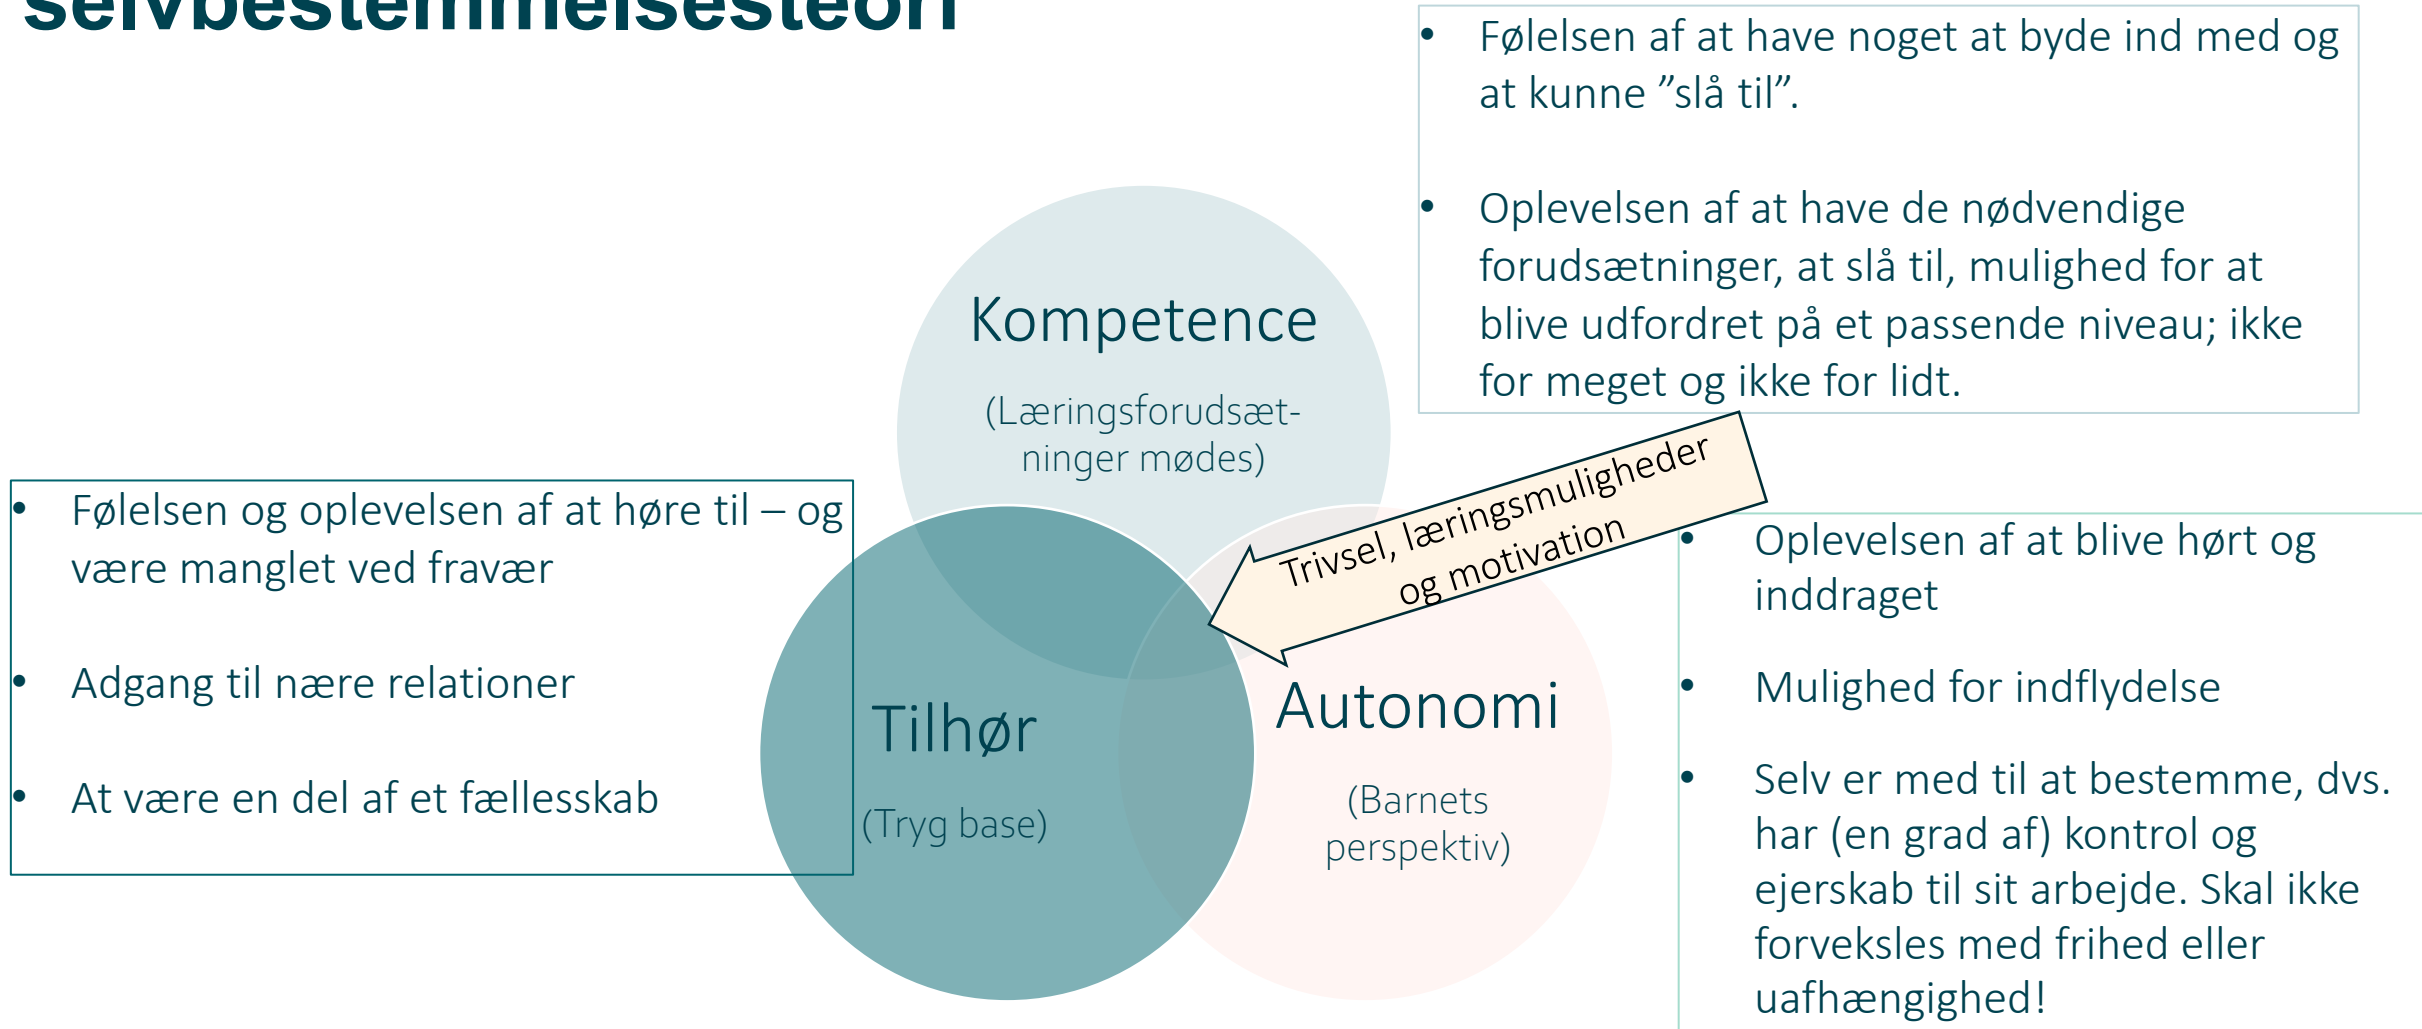 selvbestemmelsesteori
• Følelsen af at have noget at byde ind med og
at kunne ”slå til”.
• Oplevelsen af at have de nødvendige
forudsætninger, at slå til, mulighed for at
blive udfordret på et passende niveau; ikke
for meget og ikke for lidt.
Kompetence
(Læringsforudsæt-
ninger mødes)
Trivsel, læringsmuligheder
og motivation
• Følelsen og oplevelsen af at høre til – og
være manglet ved fravær
• Adgang til nære relationer
• At være en del af et fællesskab
Tilhør
(Tryg base)
Autonomi
(Barnets
perspektiv)
• Oplevelsen af at blive hørt og
inddraget
• Mulighed for indflydelse
• Selv er med til at bestemme, dvs.
har (en grad af) kontrol og
ejerskab til sit arbejde. Skal ikke
forveksles med frihed eller
uafhængighed!